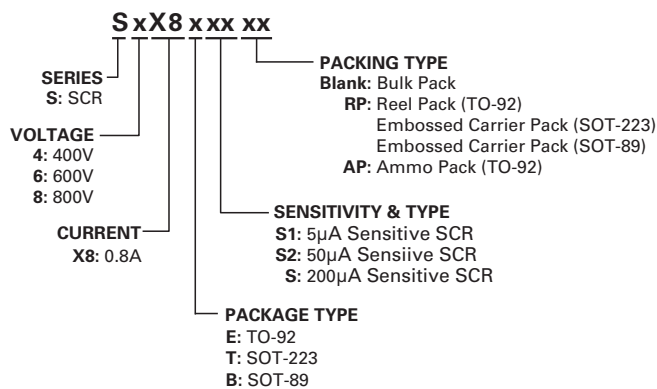 S x X 8 x xx xx
PACKING TYPE
Blank: Bulk Pack
RP: Reel Pack (TO-92)
Embossed Carrier Pack (SOT-223)
Embossed Carrier Pack (SOT-89)
AP: Ammo Pack (TO-92)
SERIES
S: SCR
VOLTAGE
4: 400V
6: 600V
8: 800V
SENSITIVITY & TYPE
S1: 5µA Sensitive SCR
S2: 50µA Sensiive SCR
S: 200µA Sensitive SCR
CURRENT
X8: 0.8A
PACKAGE TYPE
E: TO-92
T: SOT-223
B: SOT-89